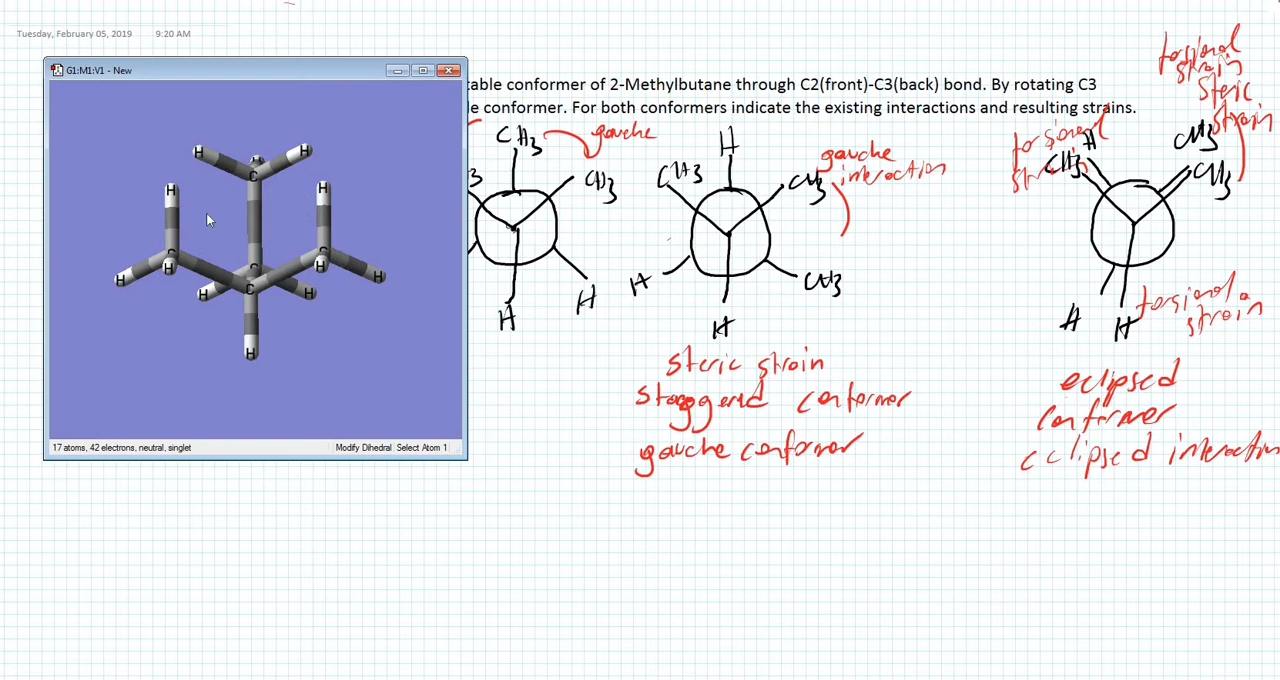 Tuesday, February 05, 2019 9:20 AM
G1:M1:V1 - New
table conformer of 2-Methylbutane through C2(front)-C3(back) bond. By rotating C3
le conformer. For both conformers indicate the existing interactions and resulting strains.
H
H
H
H
H
H
H
H
H
H
C
C
C
C
C
17 atoms, 42 electrons, neutral, singlet Modify Dihedral Select Atom 1
CH3 gauche
CH3
H
H
H
CH3
gauche
interaction
CH3
H
CH3
H
steric strain
staggered conformer
gauche conformer
torsional
strain
steric
strain
torsional
strain
H
CH3
CH3
CH3
H
H
torsional
strain
eclipsed
conformer
eclipsed interaction